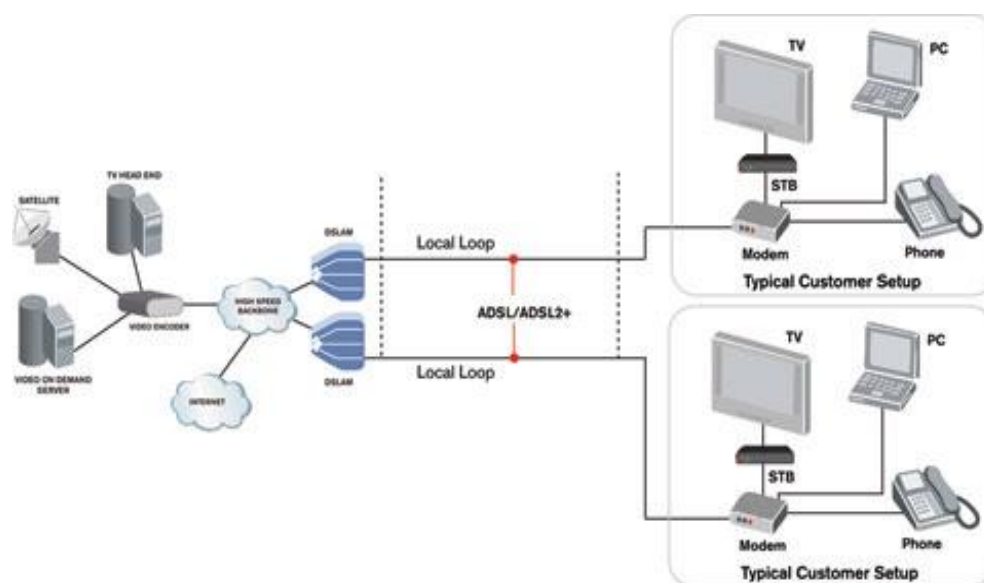 TV
PC
STB
Modem
Phone
Typical Customer Setup
TV HEAD END
SATELLITE
VIDEO ENCODER
VIDEO ON DEMAND
SERVER
HIGH SPEED
BACKBONE
INTERNET
DSLAM
Local Loop
ADSL/ADSL2+
Local Loop
DSLAM
TV
PC
STB
Modem
Phone
Typical Customer Setup